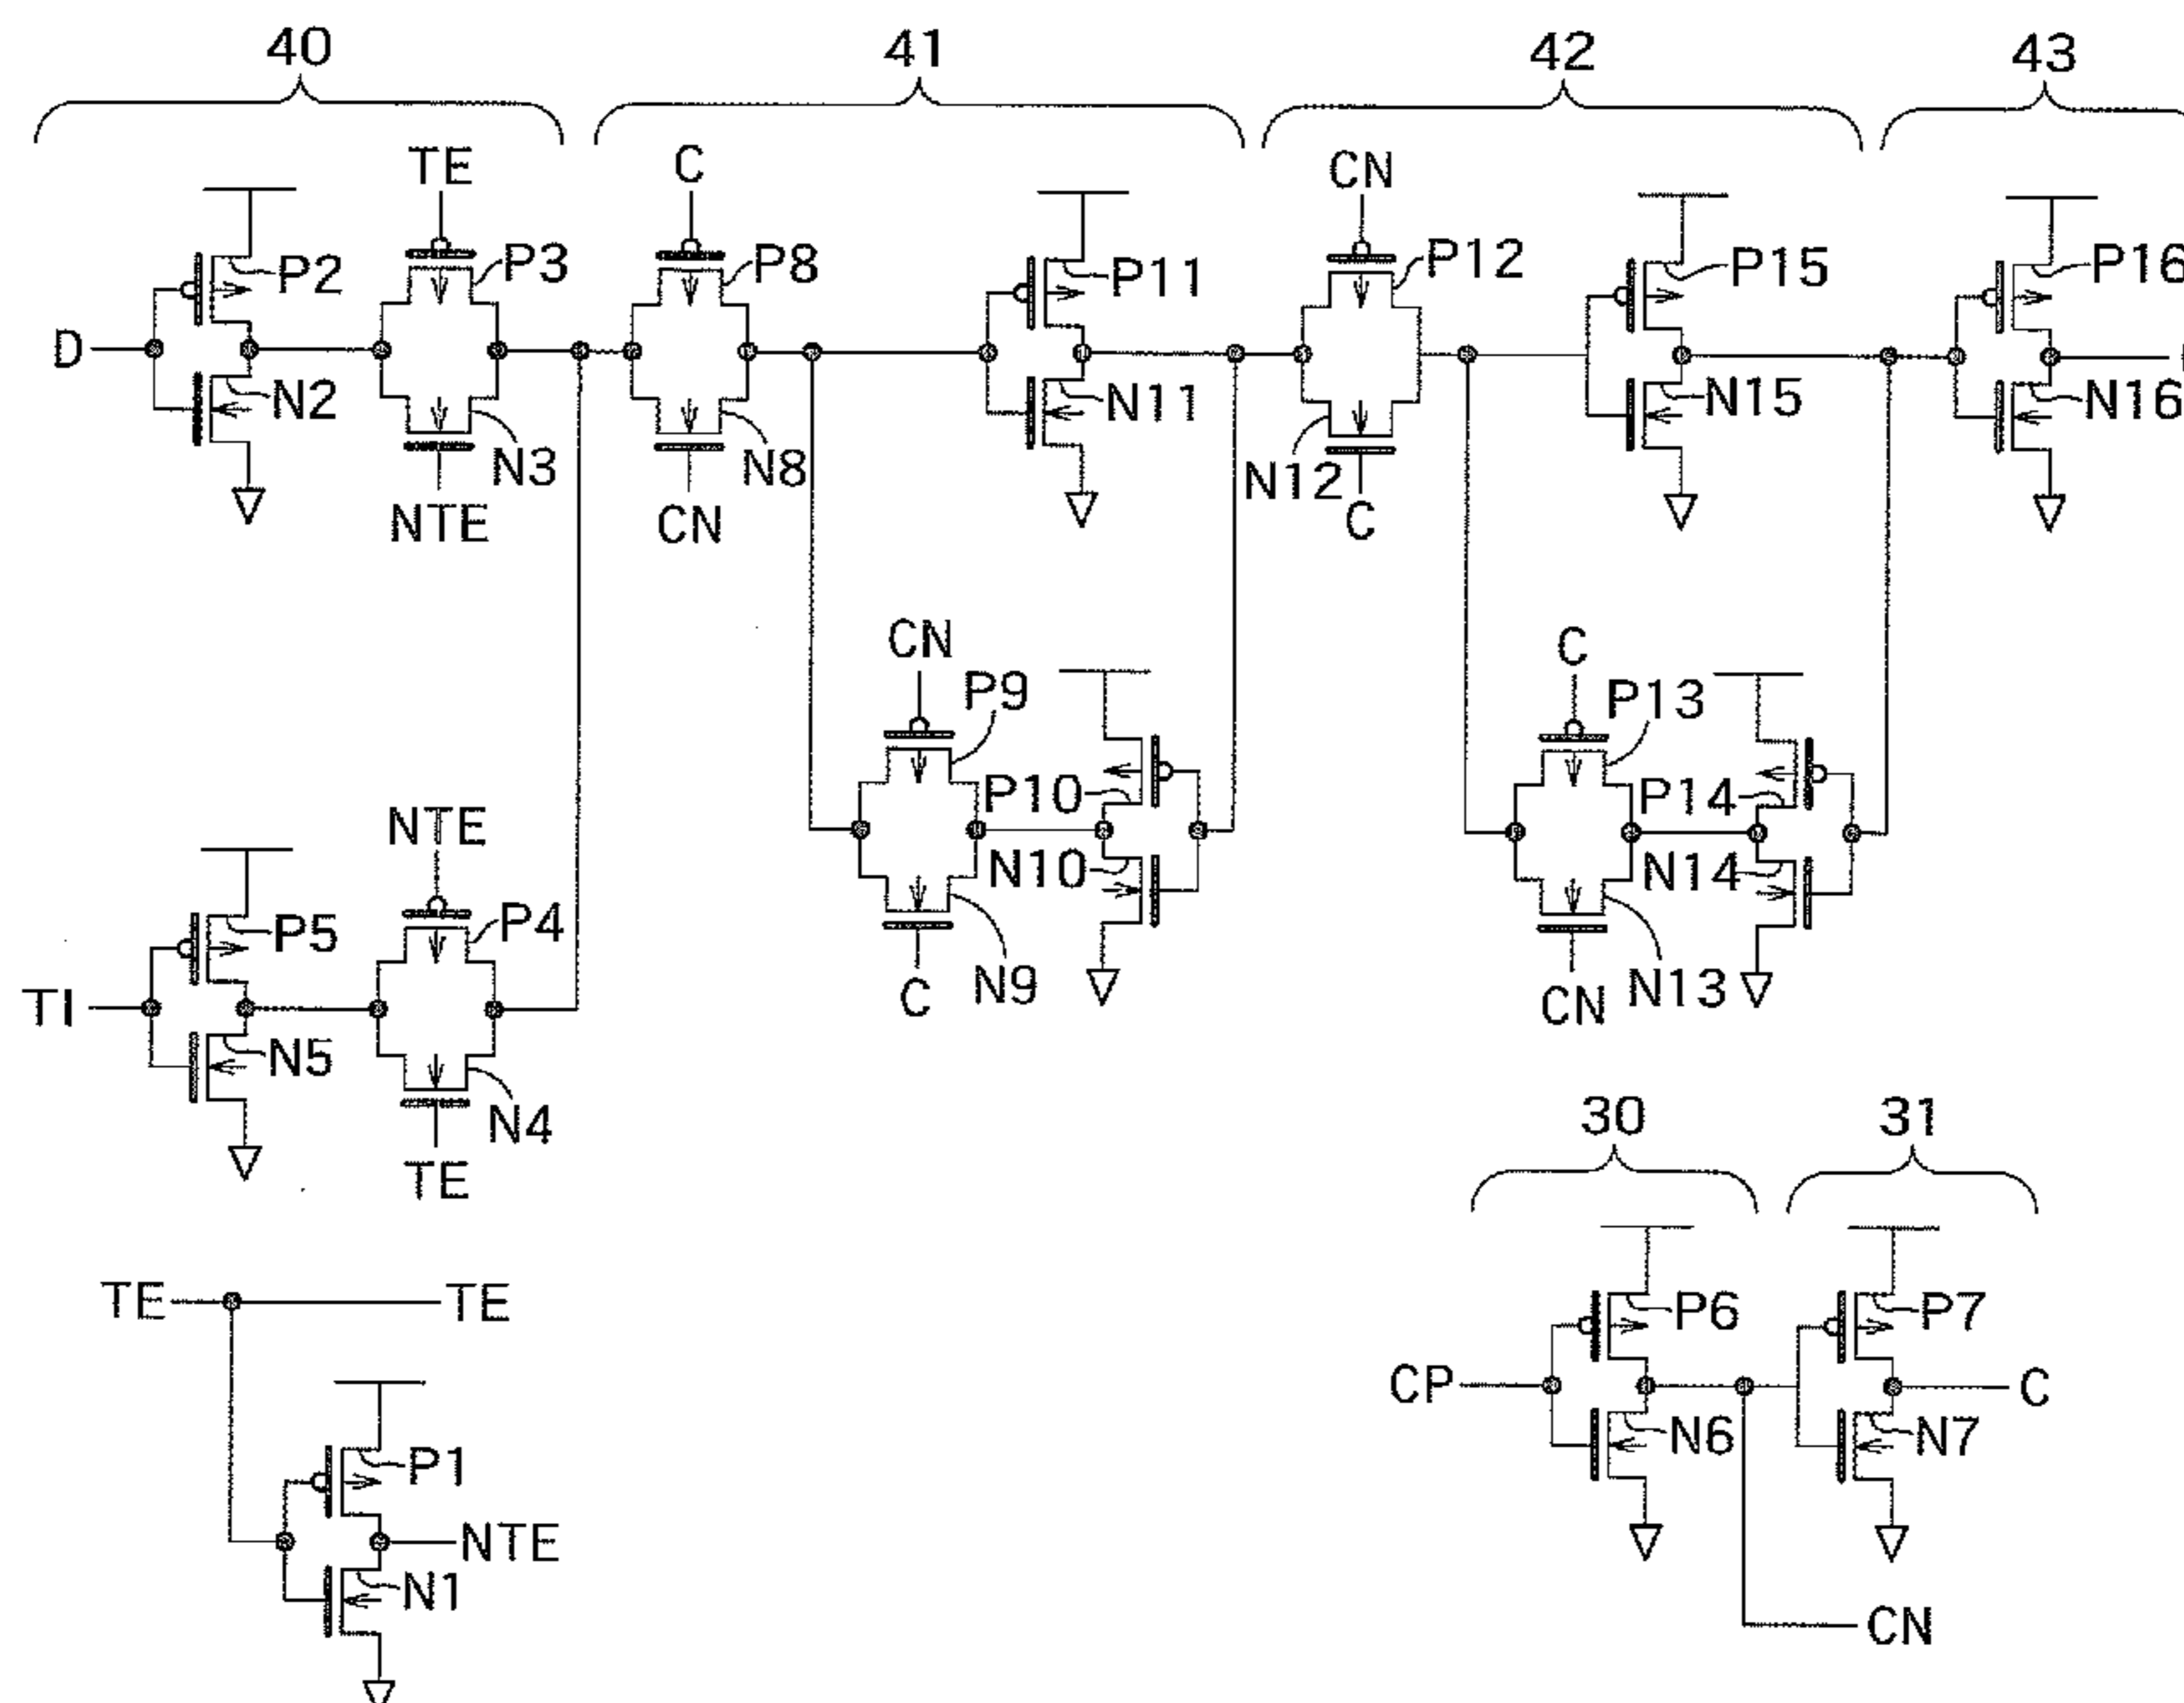 40 41 42 43
TE C CN
P2 P3 P8 P11 P12 P15 P16
D
N2 N3 N8 N11 N12 N15 N16
NTE CN C
CN C
P9 P13
P10 P14
NTE
N10 N14
P5 P4
TI
N9 N13
C CN
N5 N4
TE
30 31
TE TE
P6 P7
CP C
N6 N7
P1
NTE
N1
CN